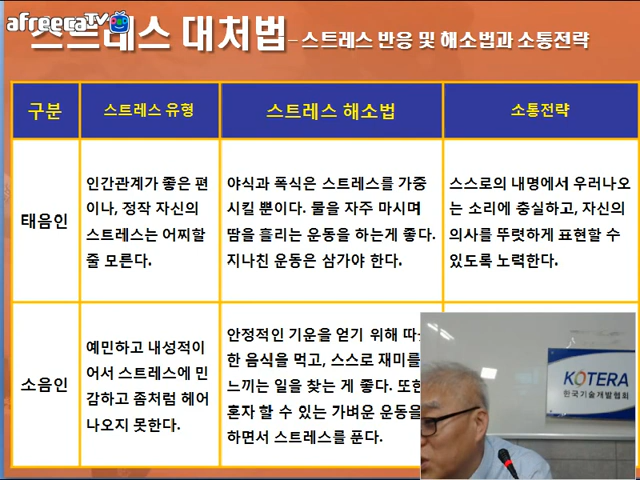 afreecaTV
스트레스 대처법 – 스트레스 반응 및 해소법과 소통전략
구분
스트레스 유형
스트레스 해소법
소통전략
태음인
인간관계가 좋은 편
이나, 정작 자신의
스트레스는 어찌할
줄 모른다.
야식과 폭식은 스트레스를 가중
시킬 뿐이다. 물을 자주 마시며
땀을 흘리는 운동을 하는게 좋다.
지나친 운동은 삼가야 한다.
스스로의 내명에서 우러나오
는 소리에 충실하고, 자신의
의사를 뚜렷하게 표현할 수
있도록 노력한다.
소음인
예민하고 내성적이
어서 스트레스에 민
감하고 좀처럼 헤어
나오지 못한다.
안정적인 기운을 얻기 위해
한 음식을 먹고, 스스로 재미를
느끼는 일을 찾는 게 좋다. 또한
혼자 할 수 있는 가벼운 운동을
하면서 스트레스를 푼다.
KOTERA
한국기술개발협회